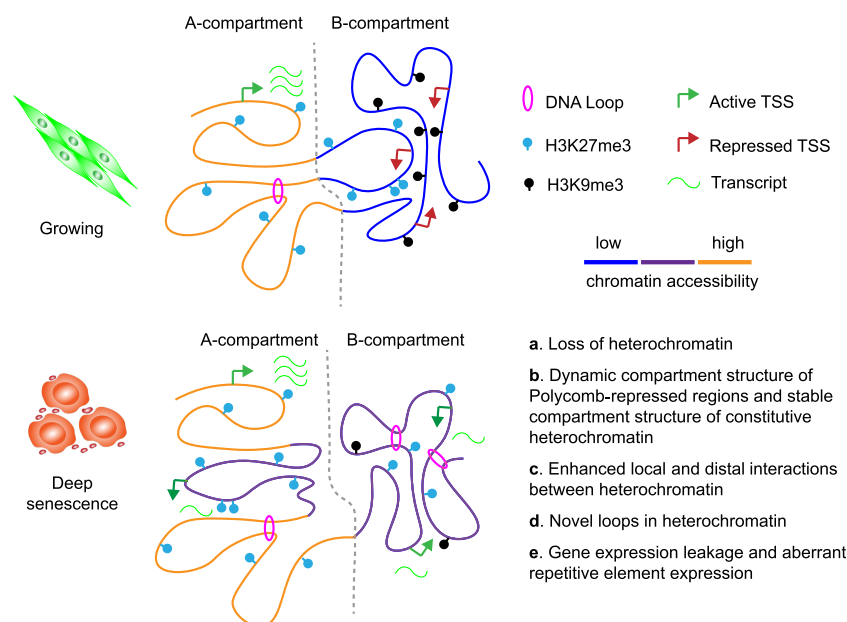 A-compartment
B-compartment
Growing
DNA Loop
Active TSS
H3K27me3
Repressed TSS
H3K9me3
Transcript
low
high
chromatin accessibility
A-compartment
B-compartment
Deep
senescence
a. Loss of heterochromatin
b. Dynamic compartment structure of
Polycomb-repressed regions and stable
compartment structure of constitutive
heterochromatin
c. Enhanced local and distal interactions
between heterochromatin
d. Novel loops in heterochromatin
e. Gene expression leakage and aberrant
repetitive element expression